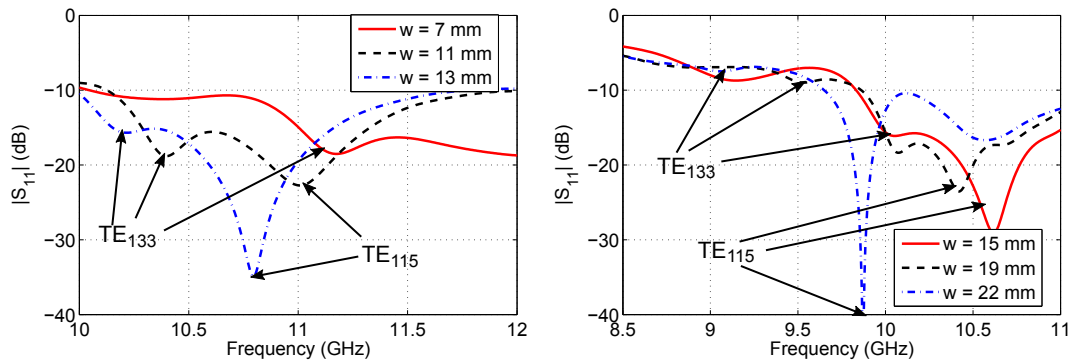 0
−10
−20
−30
−40
10
10.5
11
11.5
12
|S11| (dB)
Frequency (GHz)
w = 7 mm
w = 11 mm
w = 13 mm
TE133
TE115
0
−10
−20
−30
−40
8.5
9
9.5
10
10.5
11
|S11| (dB)
Frequency (GHz)
TE133
TE115
w = 15 mm
w = 19 mm
w = 22 mm